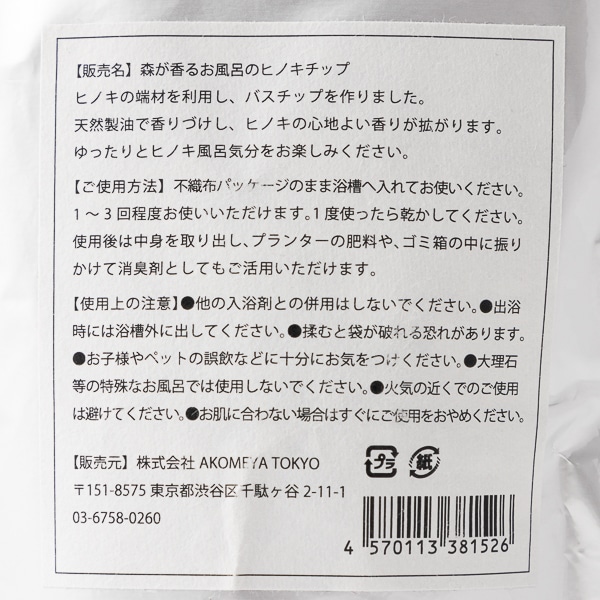 【販売名】森が香るお風呂のヒノキチップ
ヒノキの端材を利用し、バスチップを作りました。
天然製油で香りづけし、ヒノキの心地よい香りが拡がります。
ゆったりとヒノキ風呂気分をお楽しみください。
【ご使用方法】不織布パッケージのまま浴槽へ入れてお使いください。
1～3回程度お使いいただけます。1度使ったら乾かしてください。
使用後は中身を取り出し、プランターの肥料や、ゴミ箱の中に振り
かけて消臭剤としてもご活用いただけます。
【使用上の注意】●他の入浴剤との併用はしないでください。●出浴
時には浴槽外に出してください。●揉むと袋が破れる恐れがあります。
●お子様やペットの誤飲などに十分にお気をつけください。●大理石
等の特殊なお風呂では使用しないでください。●火気の近くでのご使用
は避けてください。●お肌に合わない場合はすぐにご使用をおやめください。
【販売元】株式会社 AKOMEYA TOKYO
〒151-8575 東京都渋谷区千駄ヶ谷 2-11-1
03-6758-0260
プラ 紙
4 570113 381526